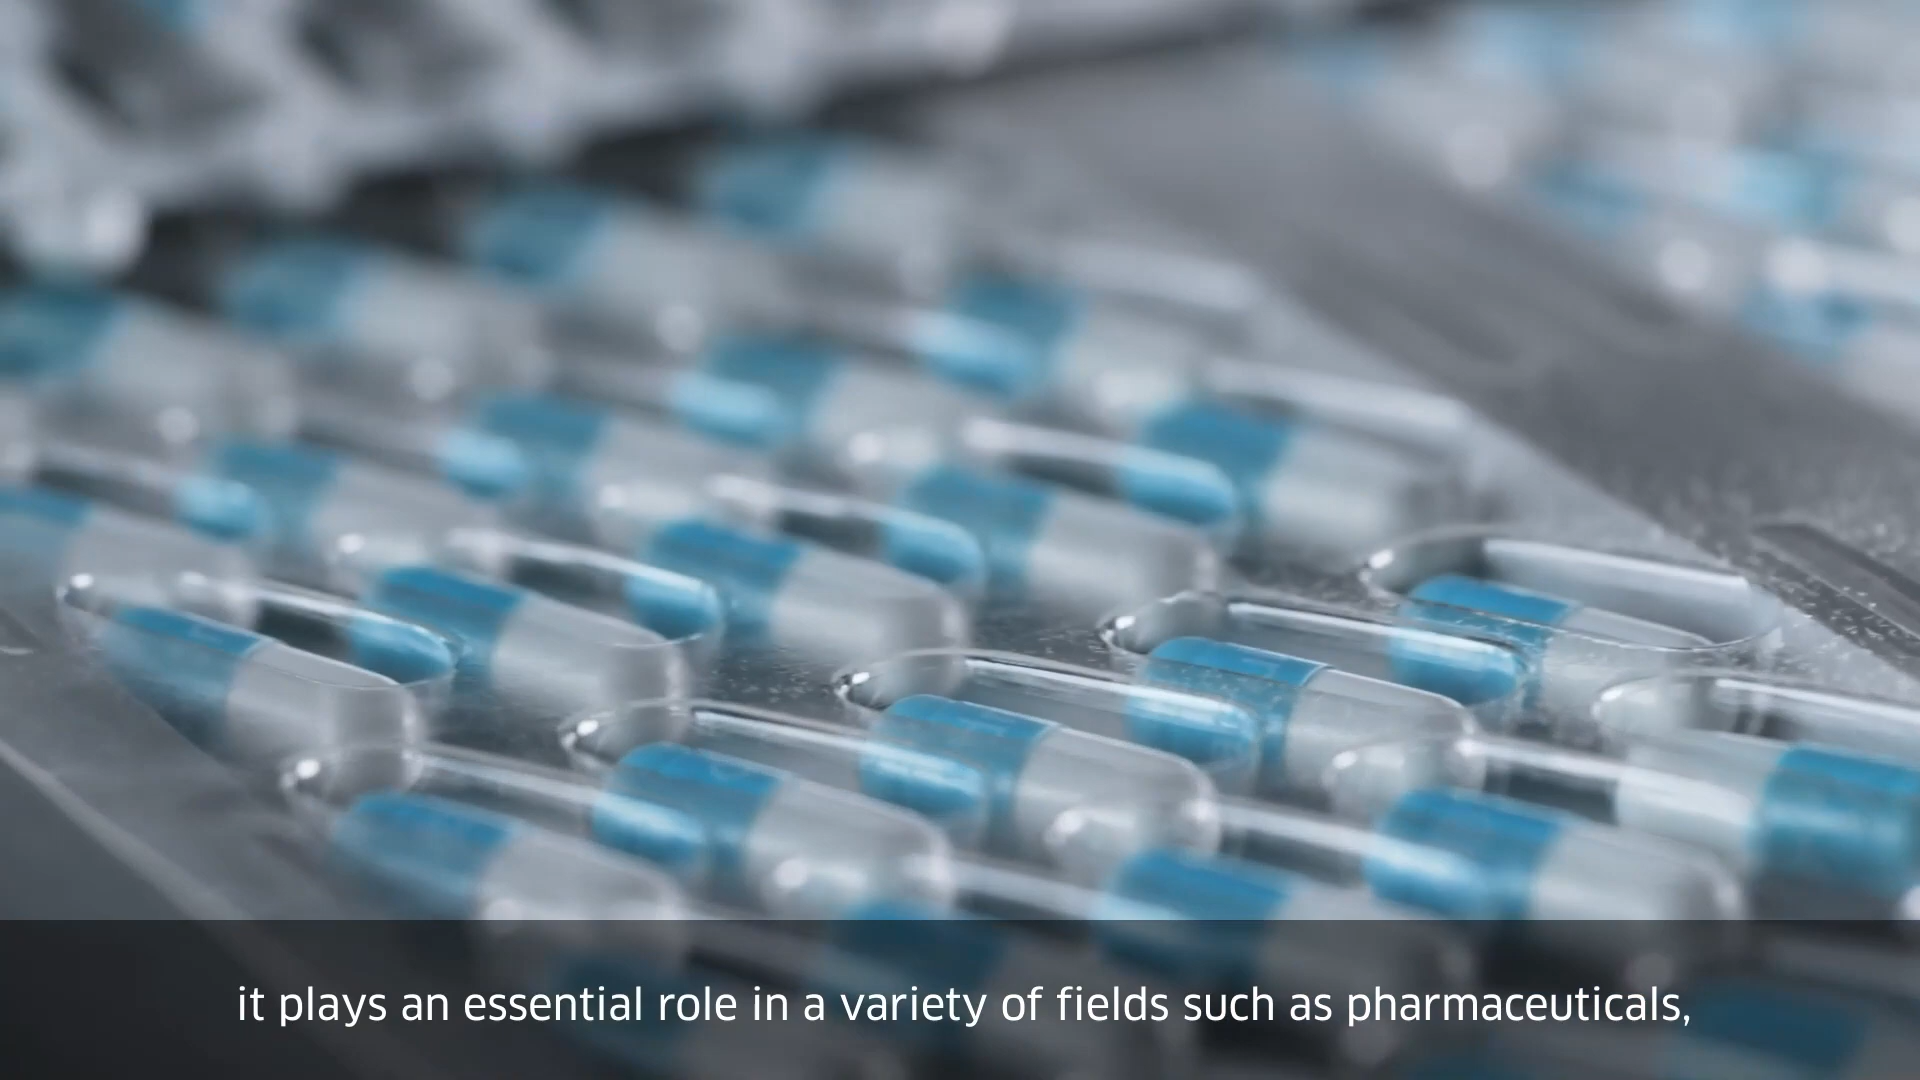 it plays an essential role in a variety of fields such as pharmaceuticals,